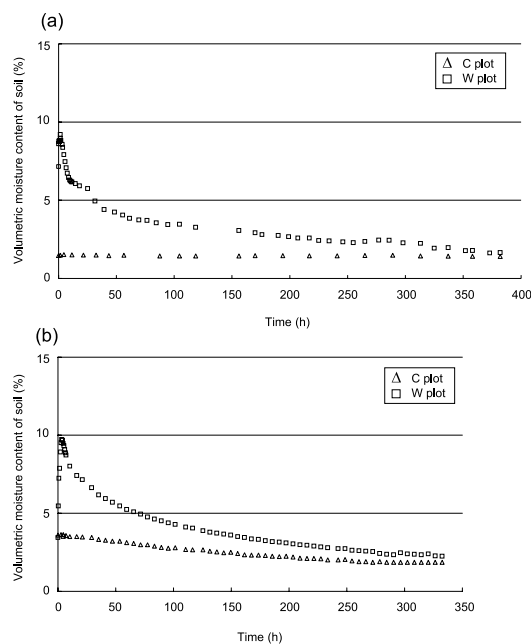 (a)
15
10
5
0
Volumetric moisture content of soil (%)
C plot
W plot
0 50 100 150 200 250 300 350 400
Time (h)
(b)
15
10
5
0
Volumetric moisture content of soil (%)
C plot
W plot
0 50 100 150 200 250 300 350
Time (h)